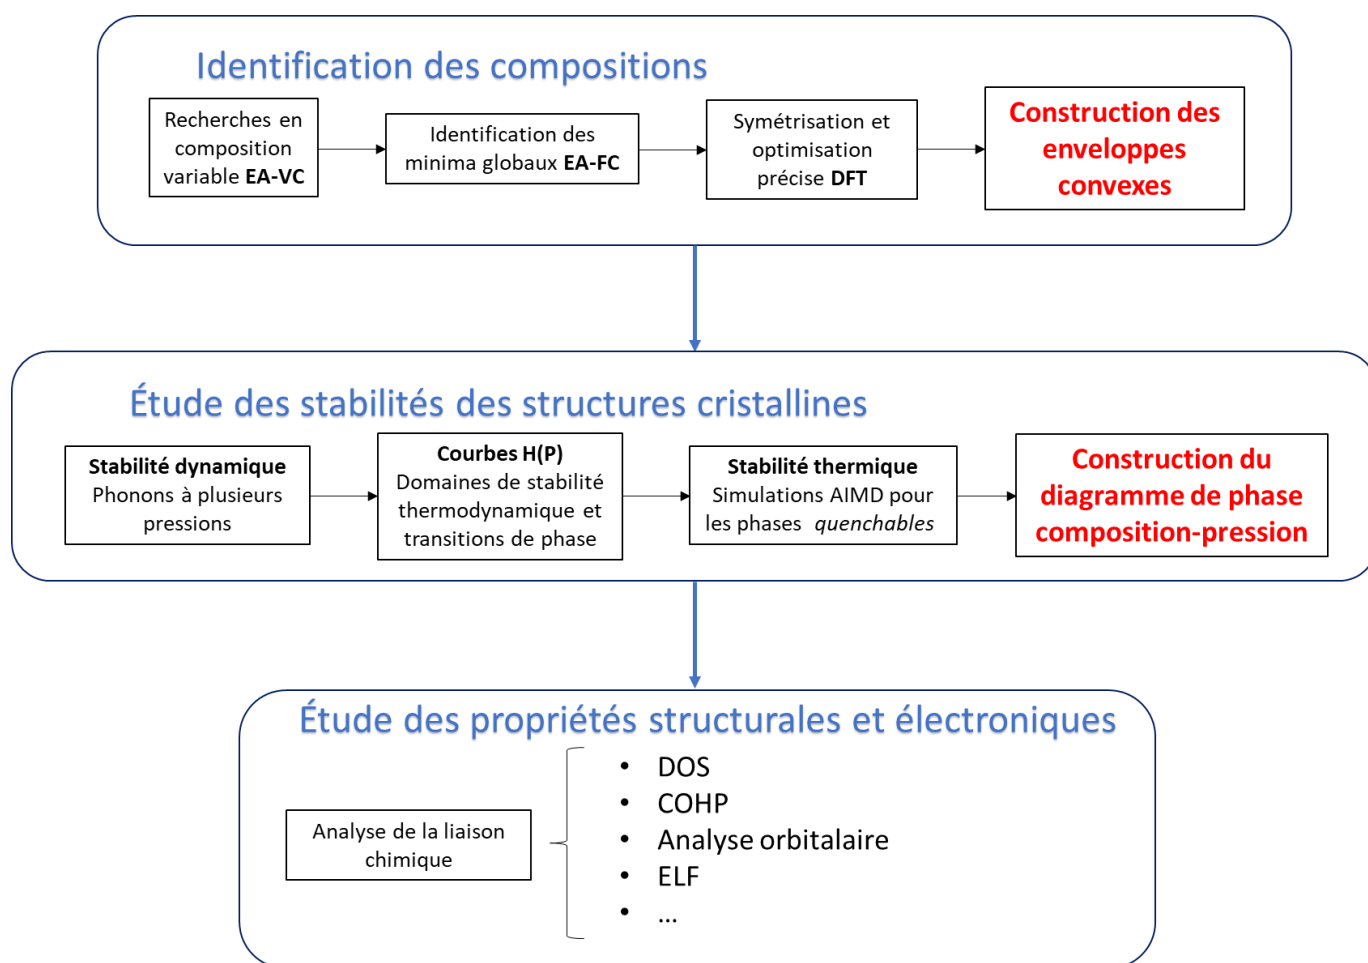 Identification des compositions
Recherches en
composition
variable EA-VC
Identification des
minima globaux EA-FC
Symétrisation et
optimisation
précise DFT
Construction des
enveloppes
convexes
Étude des stabilités des structures cristallines
Stabilité dynamique
Phonons à plusieurs
pressions
Courbes H(P)
Domaines de stabilité
thermodynamique et
transitions de phase
Stabilité thermique
Simulations AIMD pour
les phases quenchables
Construction du
diagramme de phase
composition-pression
Étude des propriétés structurales et électroniques
Analyse de la liaison
chimique
• DOS
• COHP
• Analyse orbitalaire
• ELF
• ...